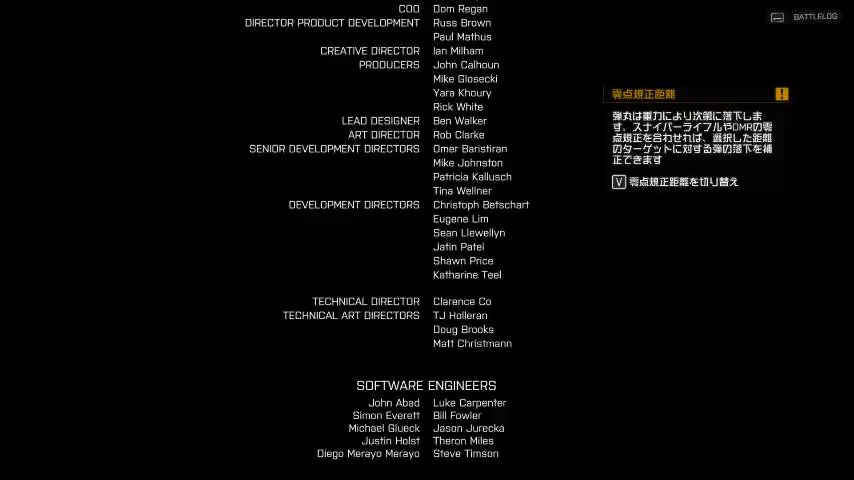 COO Dom Regan
DIRECTOR PRODUCT DEVELOPMENT Russ Brown
Paul Mathus
CREATIVE DIRECTOR Ian Milham
PRODUCERS John Calhoun
Mike Glosecki
Yara Khoury
Rick White
LEAD DESIGNER Ben Walker
ART DIRECTOR Rob Clarke
SENIOR DEVELOPMENT DIRECTORS Omer Baristiran
Mike Johnston
Patricia Kallusch
Tina Wellner
DEVELOPMENT DIRECTORS Christoph Betschart
Eugene Lim
Sean Llewellyn
Jatin Patel
Shawn Price
Katharine Teel
TECHNICAL DIRECTOR Clarence Co
TECHNICAL ART DIRECTORS TJ Holleran
Doug Brooks
Matt Christmann
SOFTWARE ENGINEERS
John Abad Luke Carpenter
Simon Everett Bill Fowler
Michael Glueck Jason Jurecka
Justin Holst Theron Miles
Diego Merayo Merayo Steve Timson
BATTLELOG
零点規正距離 !
弾丸は重力により次第に落下しま
す。スナイパーライフルやDMRの零
点規正を合わせれば、選択した距離
のターゲットに対する弾の落下を補
正できます
V 零点規正距離を切り替え